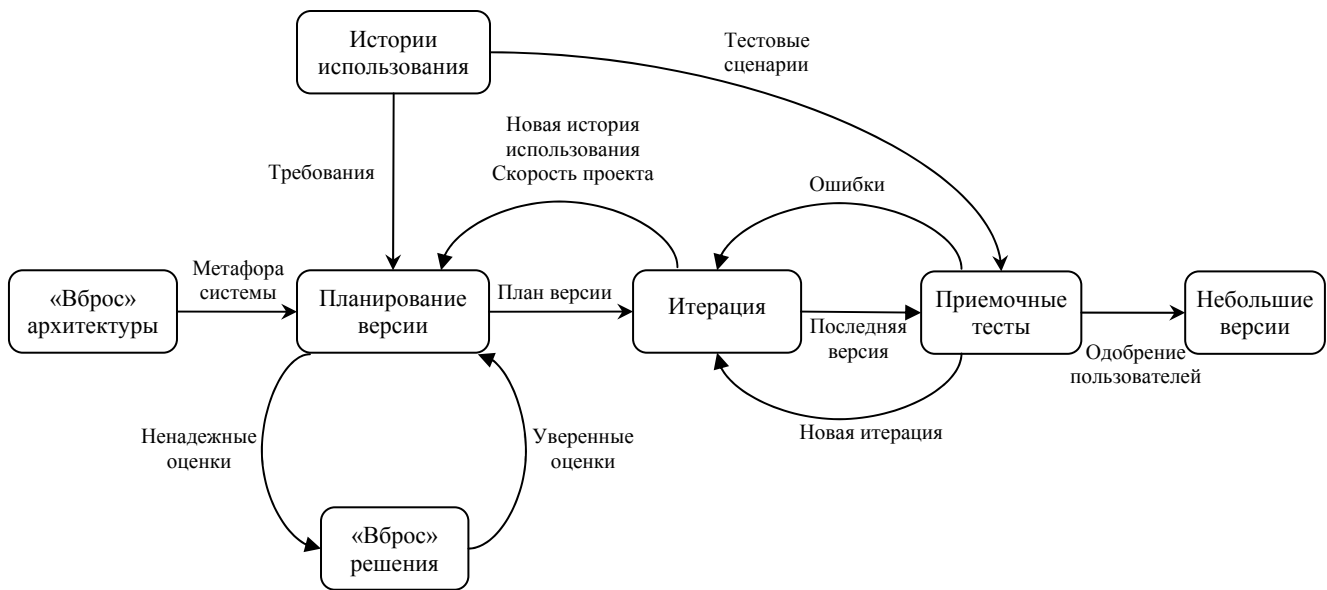 Истории
использования
Тестовые
сценарии
Новая история
использования
Скорость проекта
Требования
Ошибки
«Вброс»
архитектуры
Метафора
системы
Планирование
версии
План версии
Итерация
Последняя
версия
Приемочные
тесты
Одобрение
пользователей
Небольшие
версии
Новая итерация
Ненадежные
оценки
Уверенные
оценки
«Вброс»
решения